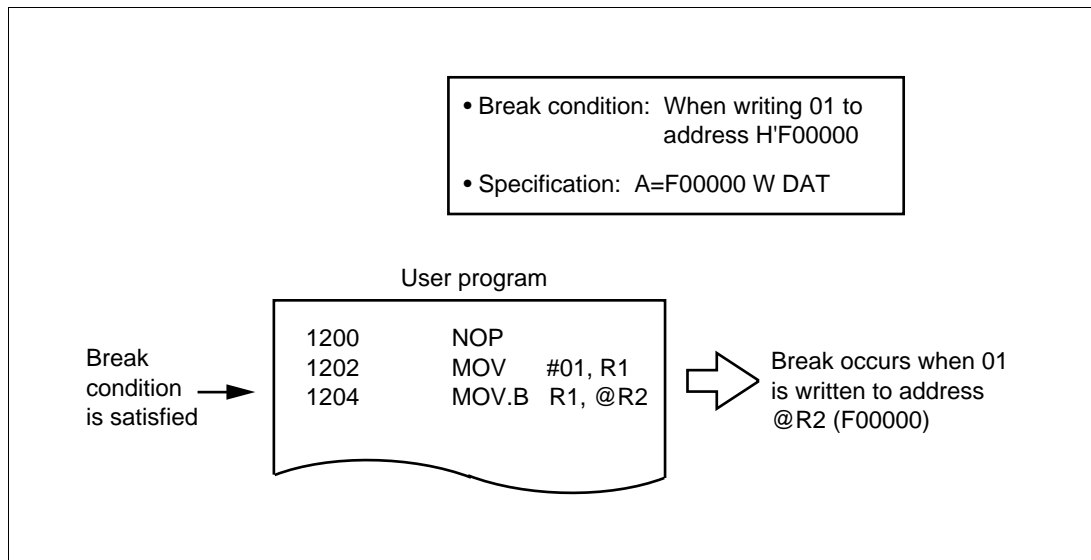 • Break condition: When writing 01 to
address H'F00000
• Specification: A=F00000 W DAT
User program
1200 NOP
1202 MOV #01, R1
1204 MOV.B R1, @R2
Break
condition
is satisfied
Break occurs when 01
is written to address
@R2 (F00000)